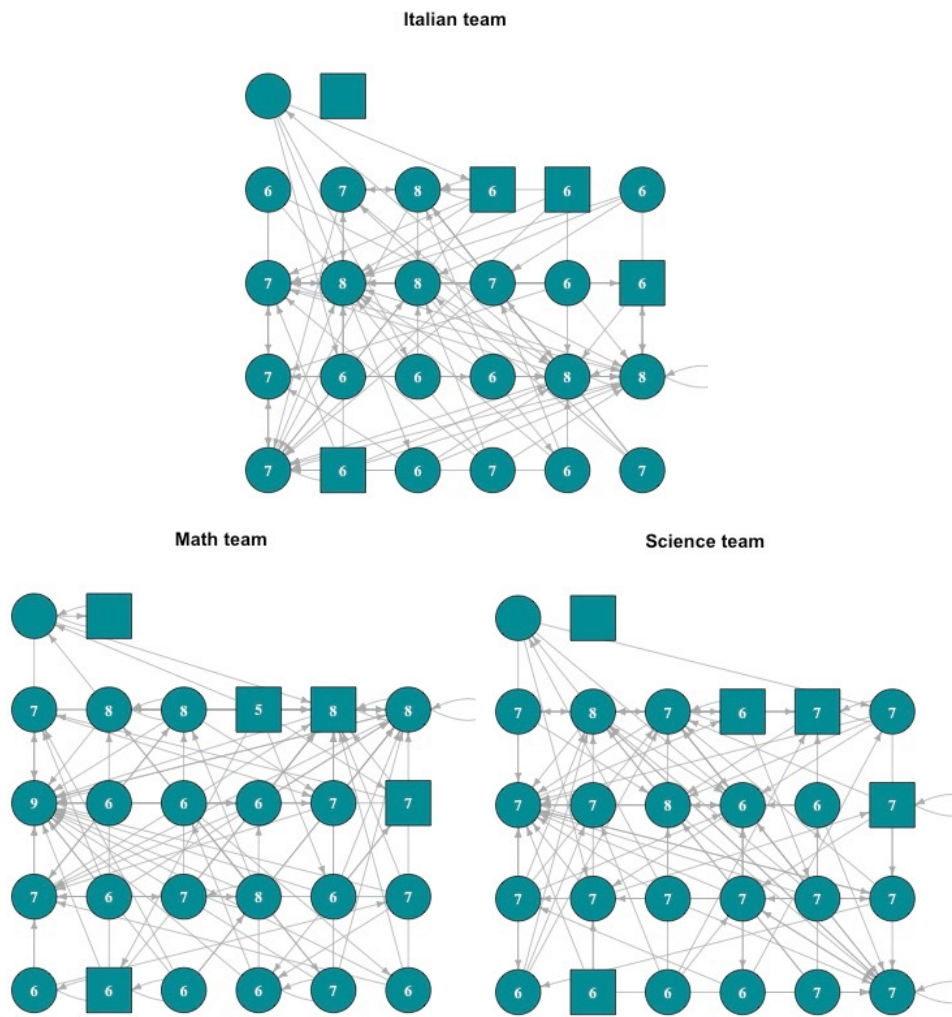 Italian team
6 7 8 6 6 6
7 8 8 7 6 6
7 6 6 6 8 8
7 6 6 7 6 7
Math team
7 8 8 5 8 8
9 6 6 6 7 7
7 6 7 8 6 7
6 6 6 6 7 6
Science team
7 8 7 6 7 7
7 7 8 6 6 7
7 7 7 7 7 7
6 6 6 6 7 7